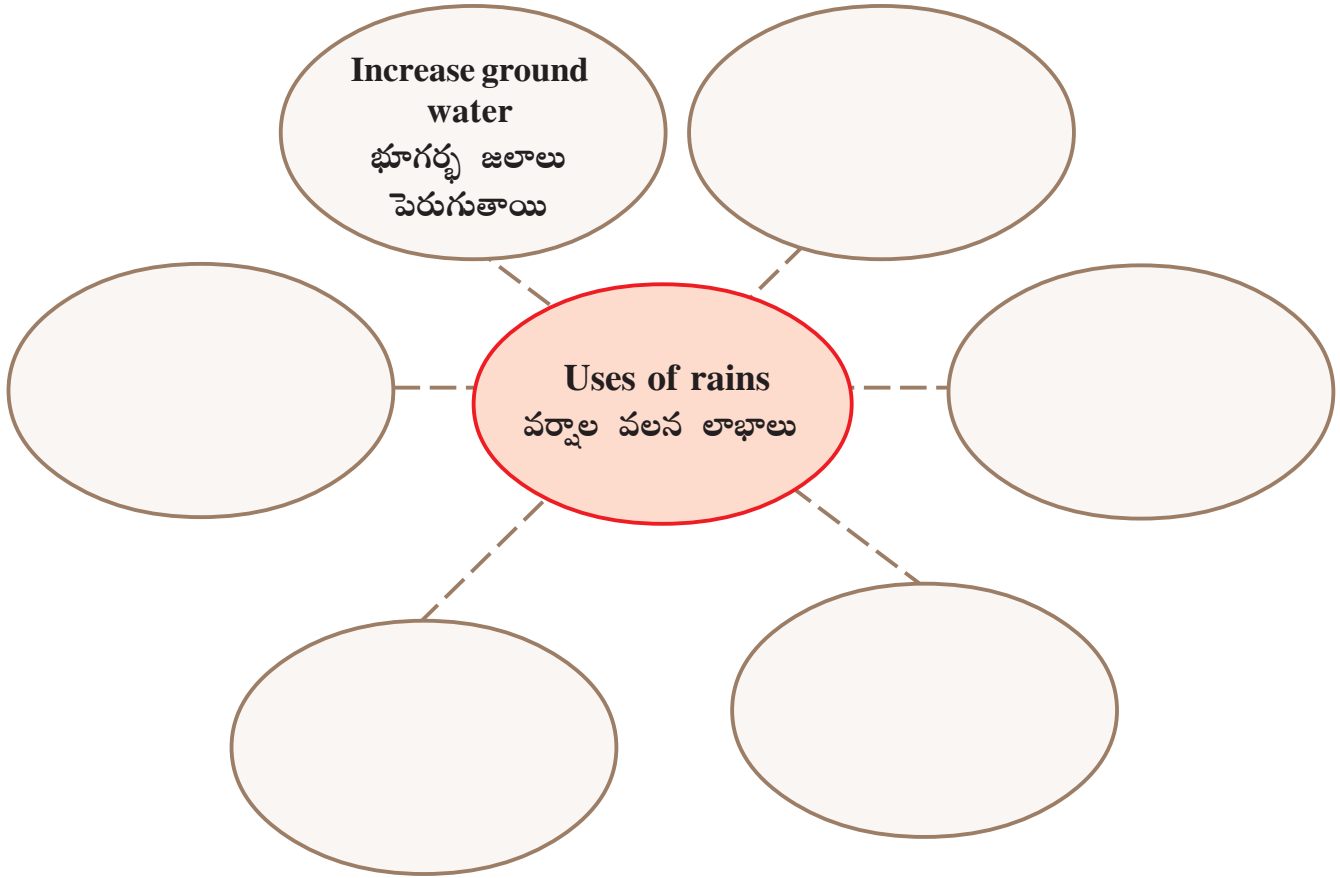 Increase ground
water
భూగర్భ జలాలు
పెరుగుతాయి
Uses of rains
వర్షాల వలన లాభాలు